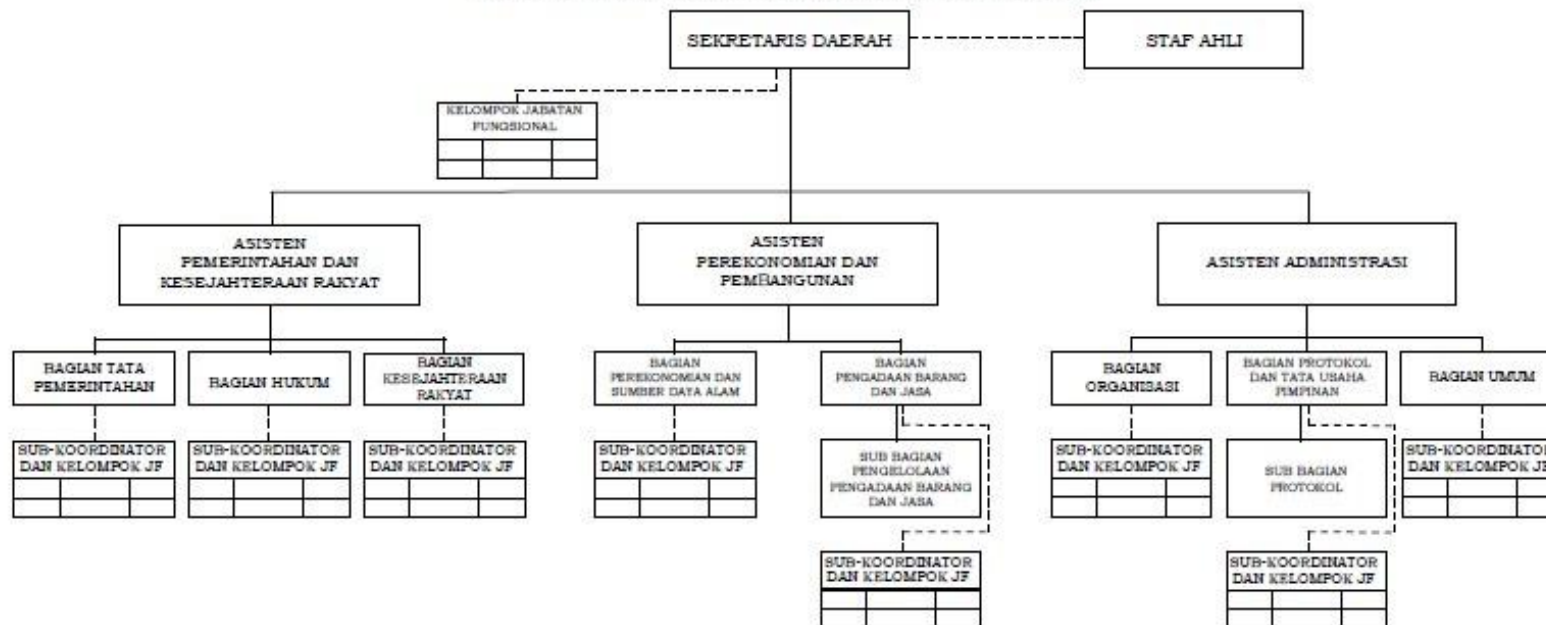 SEKRETARIS DAERAH
STAF AHLI
KELOMPOK JABATAN
FUNGSIONAL
ASISTEN
PEMERINTAHAN DAN
KESEJAHTERAAN RAKYAT
ASISTEN
PEREKONOMIAN DAN
PEMBANGUNAN
ASISTEN ADMINISTRASI
BAGIAN TATA
PEMERINTAHAN
BAGIAN HUKUM
BAGIAN
KESEJAHTERAAN
RAKYAT
BAGIAN
PEREKONOMIAN DAN
SUMBER DAYA ALAM
BAGIAN
PENGADAAN BARANG
DAN JASA
BAGIAN
ORGANISASI
BAGIAN PROTOKOL
DAN TATA USAHA
PIMPINAN
BAGIAN UMUM
SUB-KOORDINATOR
DAN KELOMPOK JF
SUB-KOORDINATOR
DAN KELOMPOK JF
SUB-KOORDINATOR
DAN KELOMPOK JF
SUB-KOORDINATOR
DAN KELOMPOK JF
SUB BAGIAN
PENGELOLAAN
PENGADAAN BARANG
DAN JASA
SUB-KOORDINATOR
DAN KELOMPOK JF
SUB BAGIAN
PROTOKOL
SUB-KOORDINATOR
DAN KELOMPOK JF
SUB-KOORDINATOR
DAN KELOMPOK JF
SUB-KOORDINATOR
DAN KELOMPOK JF